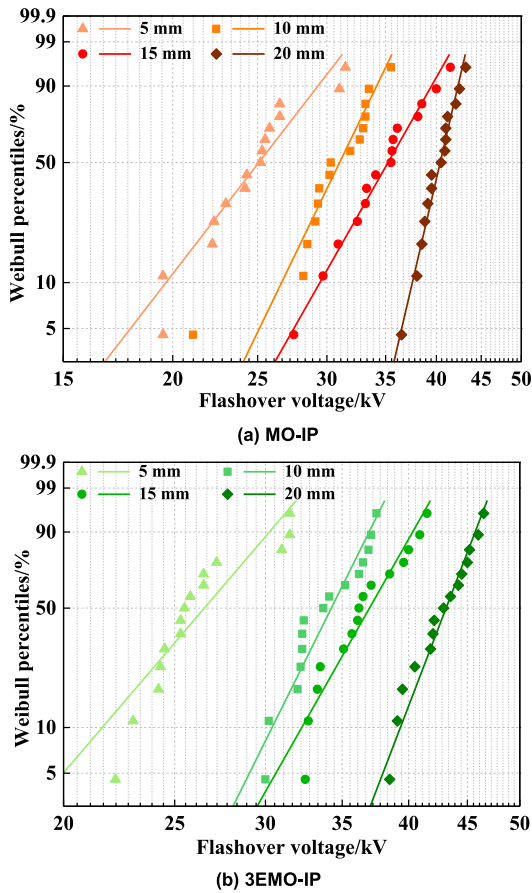 99.9
99
90
50
10
5
Weibull percentiles/%
5 mm
10 mm
15 mm
20 mm
15 20 25 30 35 40 45 50
Flashover voltage/kV
(a) MO-IP
99.9
99
90
50
10
5
Weibull percentiles/%
5 mm
10 mm
15 mm
20 mm
20 25 30 35 40 45 50
Flashover voltage/kV
(b) 3EMO-IP